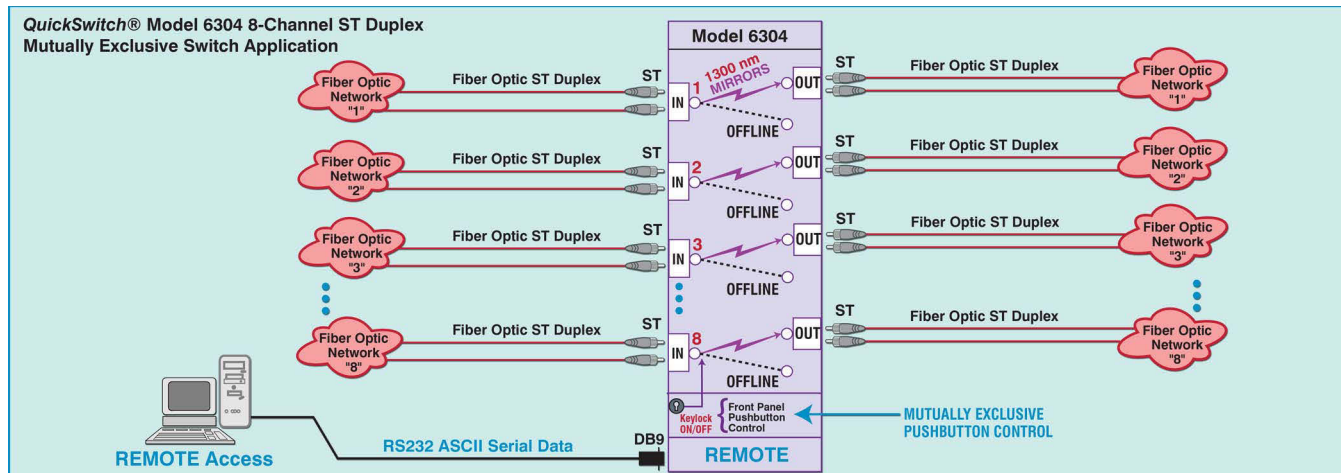 QuickSwitch® Model 6304 8-Channel ST Duplex
Mutually Exclusive Switch Application
Model 6304
Fiber Optic
Network
"1"
Fiber Optic ST Duplex
ST
IN
1
1300 nm
MIRRORS
OUT
OFFLINE
ST
Fiber Optic ST Duplex
Fiber Optic
Network
"1"
Fiber Optic
Network
"2"
Fiber Optic ST Duplex
ST
IN
2
OUT
OFFLINE
ST
Fiber Optic ST Duplex
Fiber Optic
Network
"2"
Fiber Optic
Network
"3"
Fiber Optic ST Duplex
ST
IN
3
OUT
OFFLINE
ST
Fiber Optic ST Duplex
Fiber Optic
Network
"3"
Fiber Optic
Network
"8"
Fiber Optic ST Duplex
ST
IN
8
OUT
OFFLINE
ST
Fiber Optic ST Duplex
Fiber Optic
Network
"8"
Keylock
ON/OFF
Front Panel
Pushbutton
Control
MUTUALLY EXCLUSIVE
PUSHBUTTON CONTROL
REMOTE Access
RS232 ASCII Serial Data
DB9
REMOTE